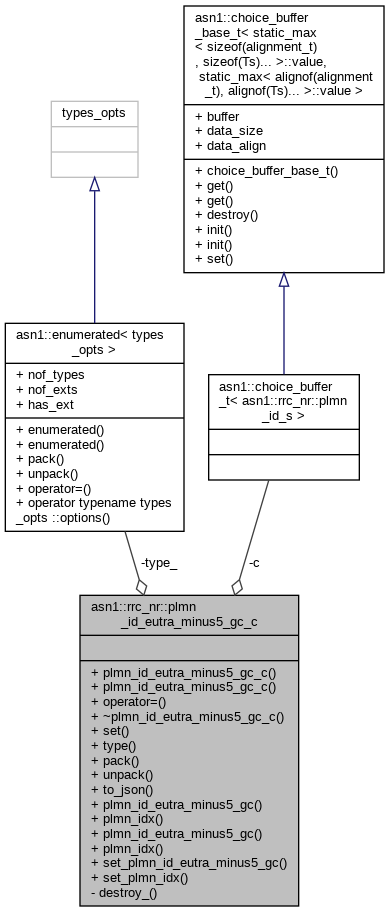 asn1::choice_buffer
_base_t< static_max
< sizeof(alignment_t)
, sizeof(Ts)... >::value,
static_max< alignof(alignment
_t), alignof(Ts)... >::value >
+ buffer
+ data_size
+ data_align
+ choice_buffer_base_t()
+ get()
+ get()
+ destroy()
+ init()
+ init()
+ set()
types_opts
asn1::enumerated< types
_opts >
+ nof_types
+ nof_exts
+ has_ext
+ enumerated()
+ enumerated()
+ pack()
+ unpack()
+ operator=()
+ operator typename types
_opts ::options()
asn1::choice_buffer
_t< asn1::rrc_nr::plmn
_id_s >
-type_
-c
asn1::rrc_nr::plmn
_id_eutra_minus5_gc_c
+ plmn_id_eutra_minus5_gc_c()
+ plmn_id_eutra_minus5_gc_c()
+ operator=()
+ ~plmn_id_eutra_minus5_gc_c()
+ set()
+ type()
+ pack()
+ unpack()
+ to_json()
+ plmn_id_eutra_minus5_gc()
+ plmn_idx()
+ plmn_id_eutra_minus5_gc()
+ plmn_idx()
+ set_plmn_id_eutra_minus5_gc()
+ set_plmn_idx()
- destroy_()